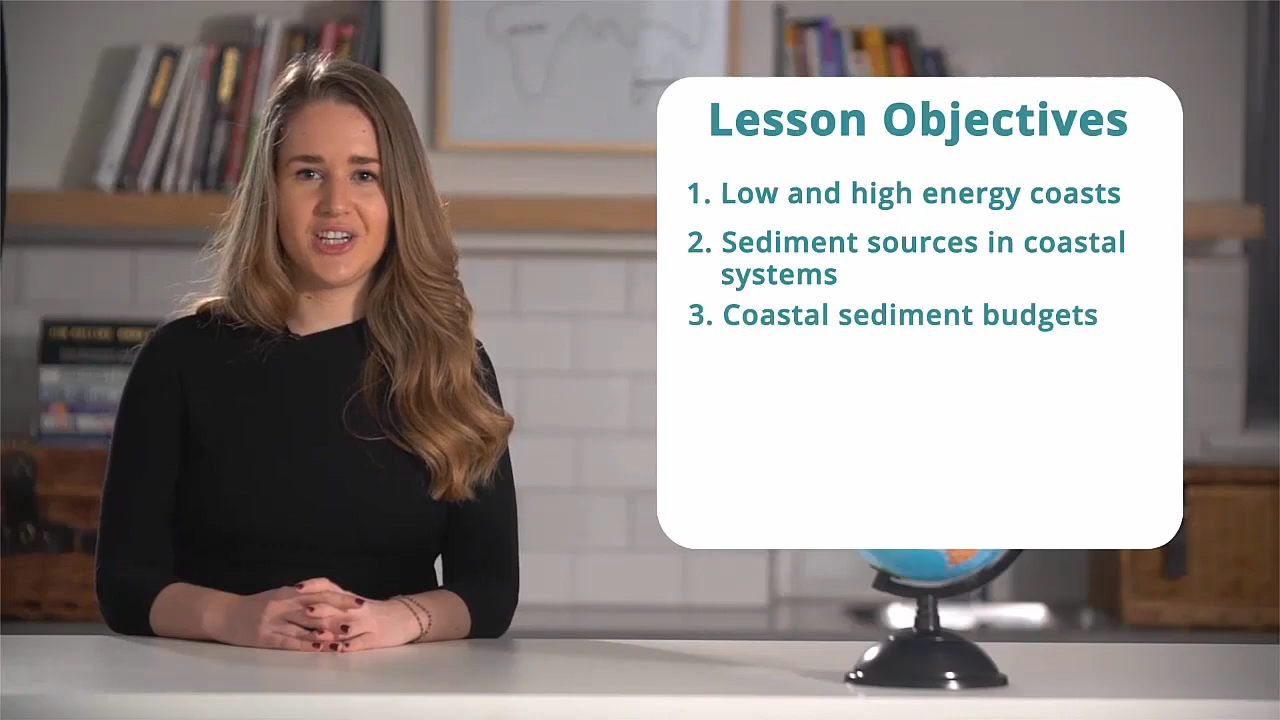 Lesson Objectives
1. Low and high energy coasts
2. Sediment sources in coastal
systems
3. Coastal sediment budgets